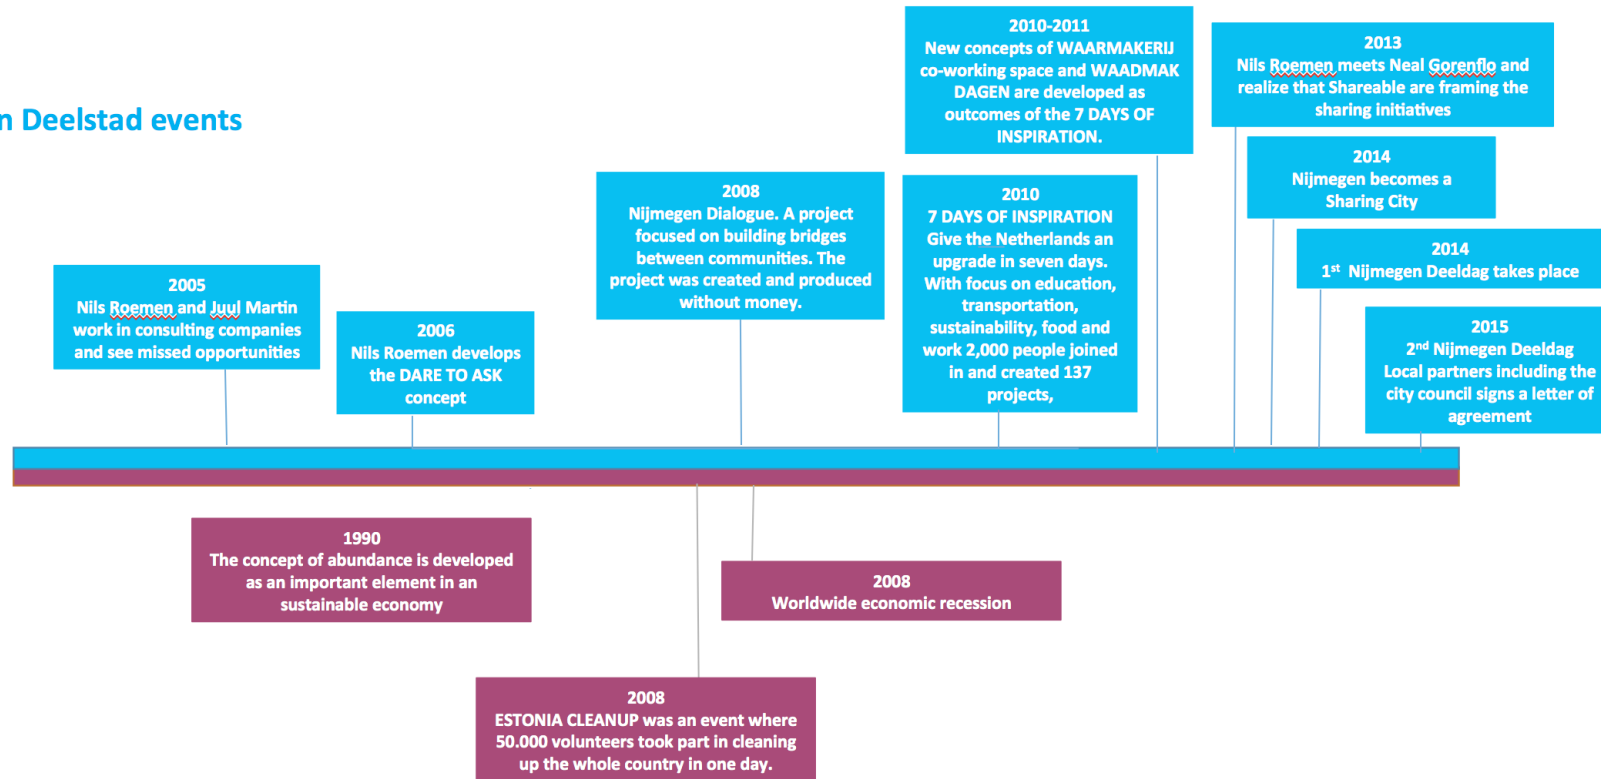 n Deelstad events
2005
Nils Roemen and Juul Martin
work in consulting companies
and see missed opportunities
2006
Nils Roemen develops
the DARE TO ASK
concept
2008
Nijmegen Dialogue. A project
focused on building bridges
between communities. The
project was created and produced
without money.
2010-2011
New concepts of WAARMAKERIJ
co-working space and WAADMAK
DAGEN are developed as
outcomes of the 7 DAYS OF
INSPIRATION.
2010
7 DAYS OF INSPIRATION
Give the Netherlands an
upgrade in seven days.
With focus on education,
transportation,
sustainability, food and
work 2,000 people joined
in and created 137
projects,
2013
Nils Roemen meets Neal Gorenflo and
realize that Shareable are framing the
sharing initiatives
2014
Nijmegen becomes a
Sharing City
2014
1st Nijmegen Deeldag takes place
2015
2nd Nijmegen Deeldag
Local partners including the
city council signs a letter of
agreement
1990
The concept of abundance is developed
as an important element in an
sustainable economy
2008
Worldwide economic recession
2008
ESTONIA CLEANUP was an event where
50.000 volunteers took part in cleaning
up the whole country in one day.